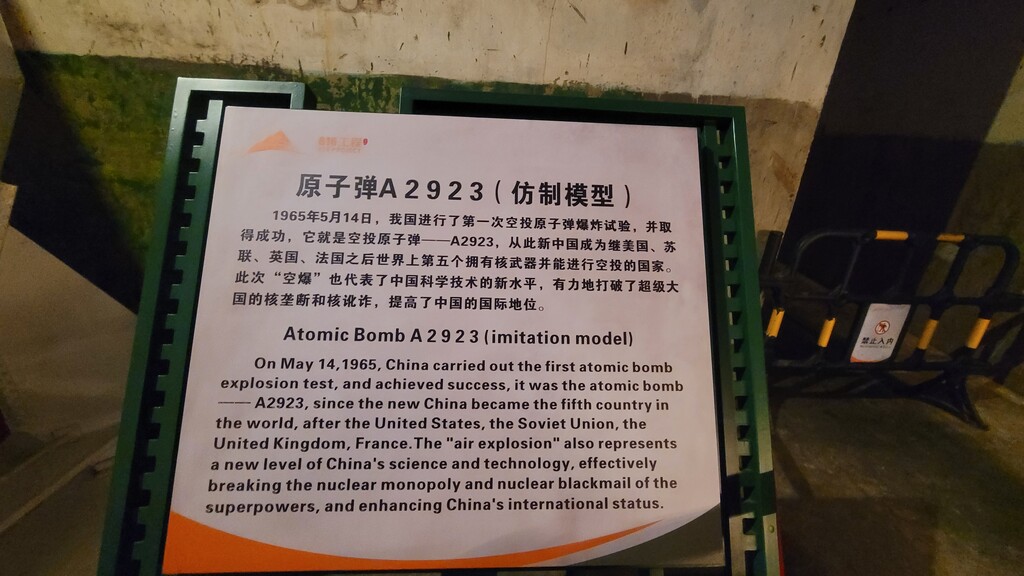 原子弹A2923(仿制模型)
1965年5月14日，我国进行了第一次空投原子弹爆炸试验，并取
得成功，它就是空投原子弹——A2923，从此新中国成为继美国、苏
联、英国、法国之后世界上第五个拥有核武器并能进行空投的国家。
此次“空爆”也代表了中国科学技术的新水平，有力地打破了超级大
国的核垄断和核讹诈，提高了中国的国际地位。
Atomic Bomb A2923(imitation model)
On May 14,1965, China carried out the first atomic bomb
explosion test, and achieved success, it was the atomic bomb
—— A2923, since the new China became the fifth country in
the world, after the United States, the Soviet Union, the
United Kingdom, France.The "air explosion" also represents
a new level of China's science and technology, effectively
breaking the nuclear monopoly and nuclear blackmail of the
superpowers, and enhancing China's international status.
禁止入内